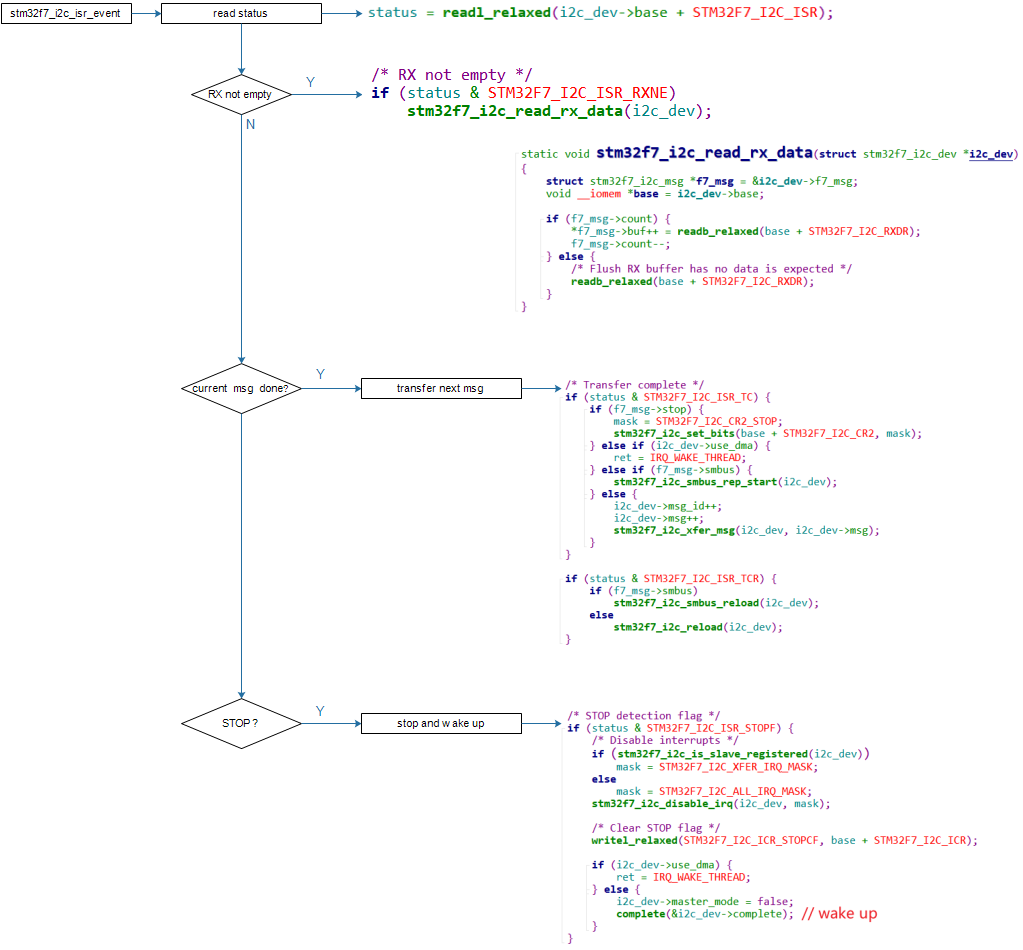 stm32f7_i2c_isr_event
read status
status = readl_relaxed(i2c_dev->base + STM32F7_I2C_ISR);
RX not empty
Y
N
/* RX not empty */
if (status & STM32F7_I2C_ISR_RXNE)
stm32f7_i2c_read_rx_data(i2c_dev);
static void stm32f7_i2c_read_rx_data(struct stm32f7_i2c_dev *i2c_dev)
{
struct stm32f7_i2c_msg *f7_msg = &i2c_dev->f7_msg;
void __iomem *base = i2c_dev->base;
if (f7_msg->count) {
*f7_msg->buf++ = readb_relaxed(base + STM32F7_I2C_RXDR);
f7_msg->count--;
} else {
/* Flush RX buffer has no data is expected */
readb_relaxed(base + STM32F7_I2C_RXDR);
}
}
current msg done?
Y
transfer next msg
/* Transfer complete */
if (status & STM32F7_I2C_ISR_TC) {
if (f7_msg->stop) {
mask = STM32F7_I2C_CR2_STOP;
stm32f7_i2c_set_bits(base + STM32F7_I2C_CR2, mask);
} else if (i2c_dev->use_dma) {
ret = IRQ_WAKE_THREAD;
} else if (f7_msg->smbus) {
stm32f7_i2c_smbus_rep_start(i2c_dev);
} else {
i2c_dev->msg_id++;
i2c_dev->msg++;
stm32f7_i2c_xfer_msg(i2c_dev, i2c_dev->msg);
}
}
if (status & STM32F7_I2C_ISR_TCR) {
if (f7_msg->smbus)
stm32f7_i2c_smbus_reload(i2c_dev);
else
stm32f7_i2c_reload(i2c_dev);
}
STOP?
Y
stop and wake up
/* STOP detection flag */
if (status & STM32F7_I2C_ISR_STOPF) {
/* Disable interrupts */
if (stm32f7_i2c_is_slave_registered(i2c_dev))
mask = STM32F7_I2C_XFER_IRQ_MASK;
else
mask = STM32F7_I2C_ALL_IRQ_MASK;
stm32f7_i2c_disable_irq(i2c_dev, mask);
/* Clear STOP flag */
writel_relaxed(STM32F7_I2C_ICR_STOPCF, base + STM32F7_I2C_ICR);
if (i2c_dev->use_dma) {
ret = IRQ_WAKE_THREAD;
} else {
i2c_dev->master_mode = false;
complete(&i2c_dev->complete); // wake up
}
}